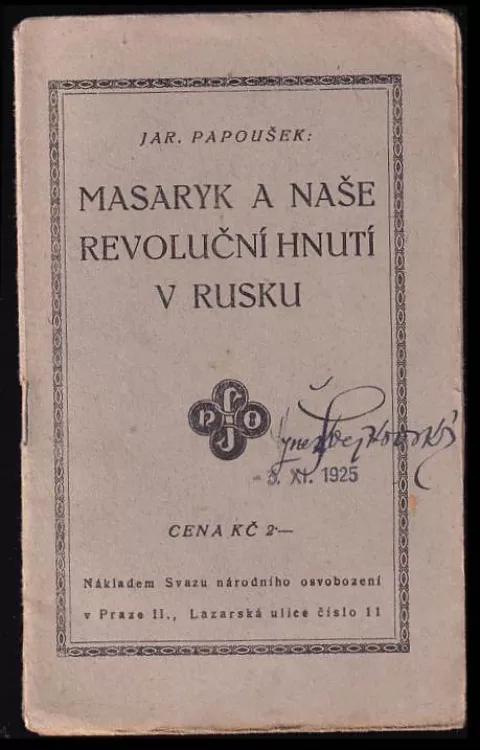 JAR. PAPOUŠEK:
MASARYK A NAŠE
REVOLUČNÍ HNUTÍ
V RUSKU
3. XI. 1925
CENA KČ 2·—
Nákladem Svazu národního osvobození
v Praze II., Lazarská ulice číslo 11